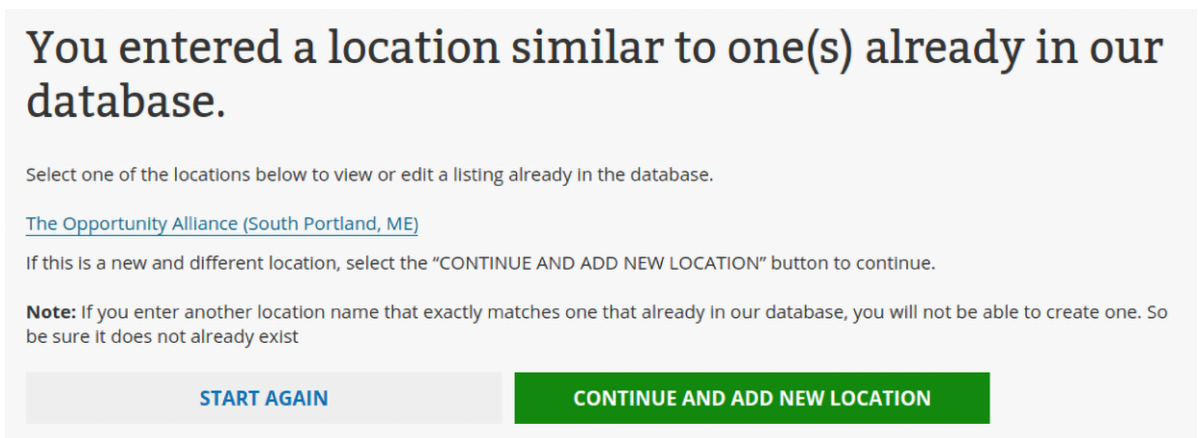 You entered a location similar to one(s) already in our
database.
Select one of the locations below to view or edit a listing already in the database.
The Opportunity Alliance (South Portland, ME)
If this is a new and different location, select the “CONTINUE AND ADD NEW LOCATION” button to continue.
Note: If you enter another location name that exactly matches one that already in our database, you will not be able to create one. So
be sure it does not already exist
START AGAIN
CONTINUE AND ADD NEW LOCATION